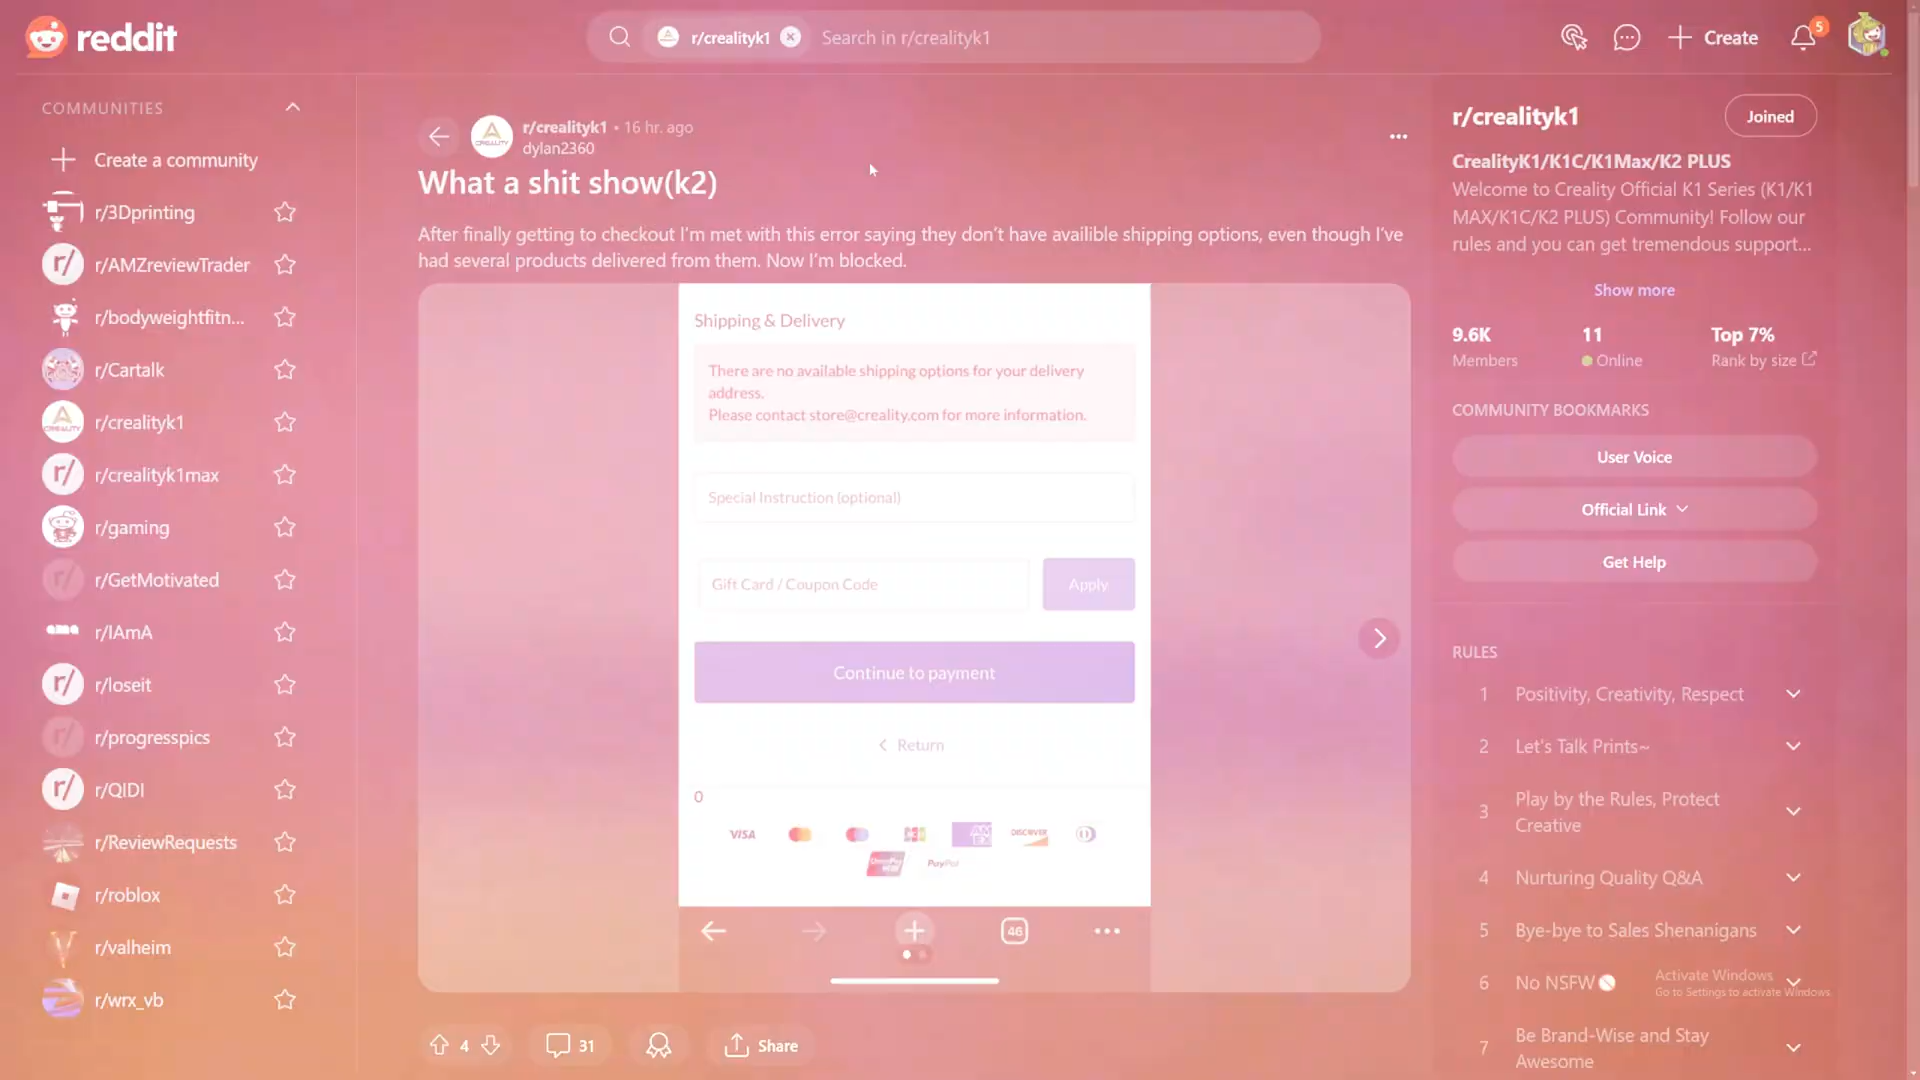 reddit
r/crealityk1
Search in r/crealityk1
Create
5
COMMUNITIES
Create a community
r/3Dprinting
r/AMZreviewTrader
r/bodyweightfitn...
r/Cartalk
r/crealityk1
r/crealityk1max
r/gaming
r/GetMotivated
r/IAmA
r/loseit
r/progresspics
r/QIDI
r/ReviewRequests
r/roblox
r/valheim
r/wrx_vb
r/crealityk1 • 16 hr. ago
dylan2360
What a shit show(k2)
After finally getting to checkout I’m met with this error saying they don’t have availible shipping options, even though I’ve
had several products delivered from them. Now I’m blocked.
Shipping & Delivery
There are no available shipping options for your delivery
address.
Please contact store@creality.com for more information.
Special Instruction (optional)
Gift Card / Coupon Code
Apply
Continue to payment
Return
0
VISA
JCB
AM
EX
DISCOVER
UnionPay
PayPal
46
4
31
Share
r/crealityk1
Joined
CrealityK1/K1C/K1Max/K2 PLUS
Welcome to Creality Official K1 Series (K1/K1
MAX/K1C/K2 PLUS) Community! Follow our
rules and you can get tremendous support...
Show more
9.6K
Members
11
Online
Top 7%
Rank by size
COMMUNITY BOOKMARKS
User Voice
Official Link
Get Help
RULES
1 Positivity, Creativity, Respect
2 Let's Talk Prints~
3 Play by the Rules, Protect
Creative
4 Nurturing Quality Q&A
5 Bye-bye to Sales Shenanigans
6 No NSFW
Activate Windows
Go to Settings to activate Windows.
7 Be Brand-Wise and Stay
Awesome